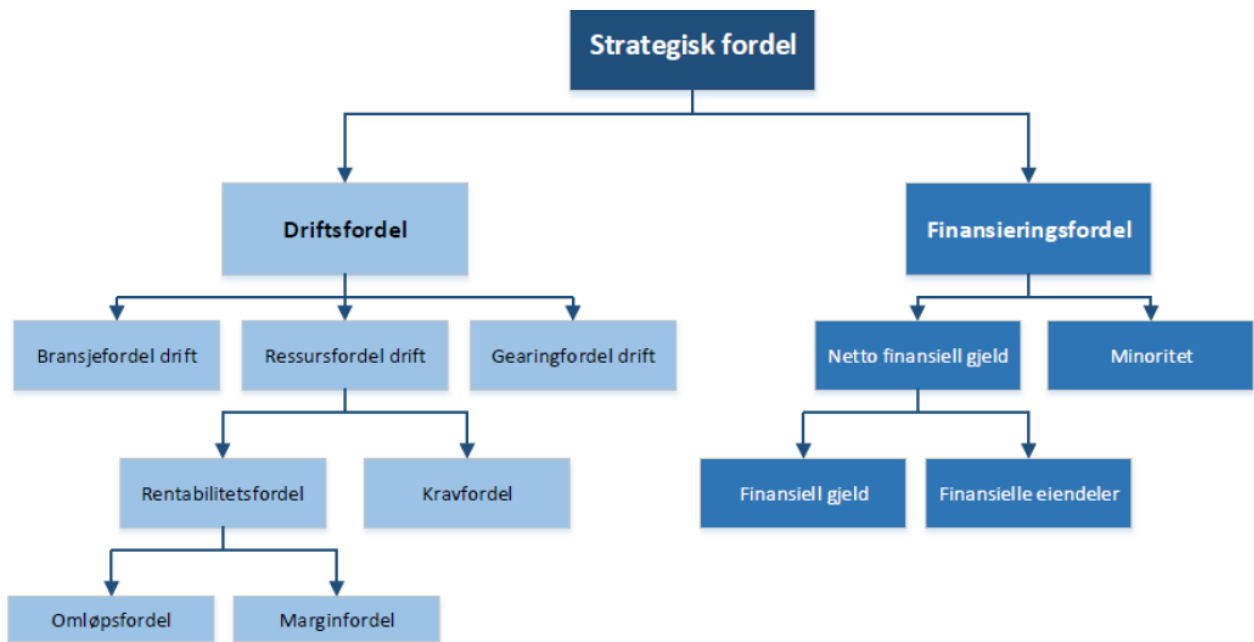 Strategisk fordel
Driftsfordel
Finansieringsfordel
Bransjefordel drift
Ressursfordel drift
Gearingfordel drift
Netto finansiell gjeld
Minoritet
Rentabilitetsfordel
Kravfordel
Finansiell gjeld
Finansielle eiendeler
Omløpsfordel
Marginfordel